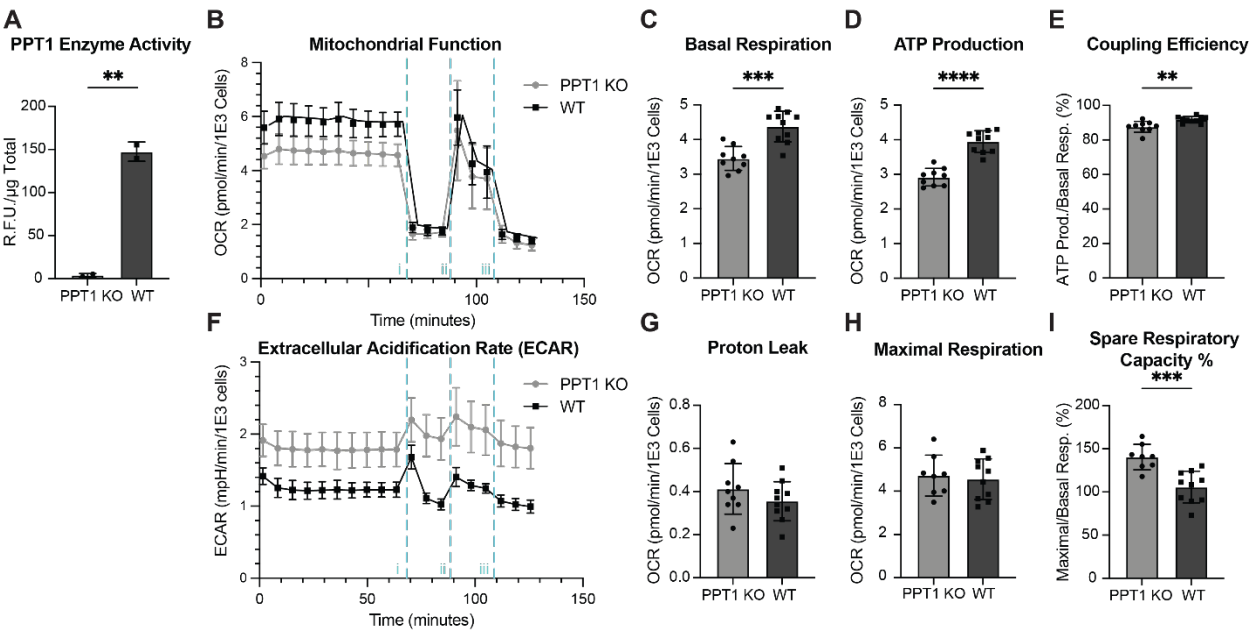 A
PPT1 Enzyme Activity
**
R.F.U./µg Total
200
150
100
50
0
PPT1 KO WT
B
Mitochondrial Function
PPT1 KO
WT
OCR (pmol/min/1E3 Cells)
8
6
4
2
0
i ii iii
0 50 100 150
Time (minutes)
C
Basal Respiration
***
OCR (pmol/min/1E3 Cells)
5
4
3
2
1
0
PPT1 KO WT
D
ATP Production
****
OCR (pmol/min/1E3 Cells)
5
4
3
2
1
0
PPT1 KO WT
E
Coupling Efficiency
**
ATP Prod./Basal Resp. (%)
100
80
60
40
20
0
PPT1 KO WT
F
Extracellular Acidification Rate (ECAR)
PPT1 KO
WT
ECAR (mpH/min/1E3 cells)
3
2
1
0
i ii iii
0 50 100 150
Time (minutes)
G
Proton Leak
OCR (pmol/min/1E3 Cells)
0.8
0.6
0.4
0.2
0.0
PPT1 KO WT
H
Maximal Respiration
OCR (pmol/min/1E3 Cells)
8
6
4
2
0
PPT1 KO WT
I
Spare Respiratory
Capacity %
***
Maximal/Basal Resp. (%)
200
150
100
50
0
PPT1 KO WT